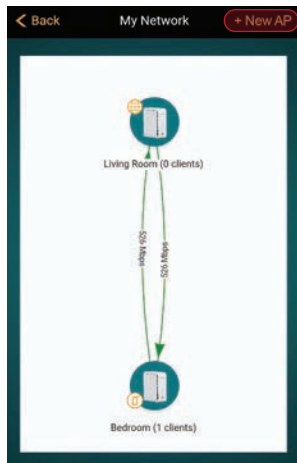 Back My Network + New AP
Living Room (0 clients)
526 Mbps
526 Mbps
Bedroom (1 clients)